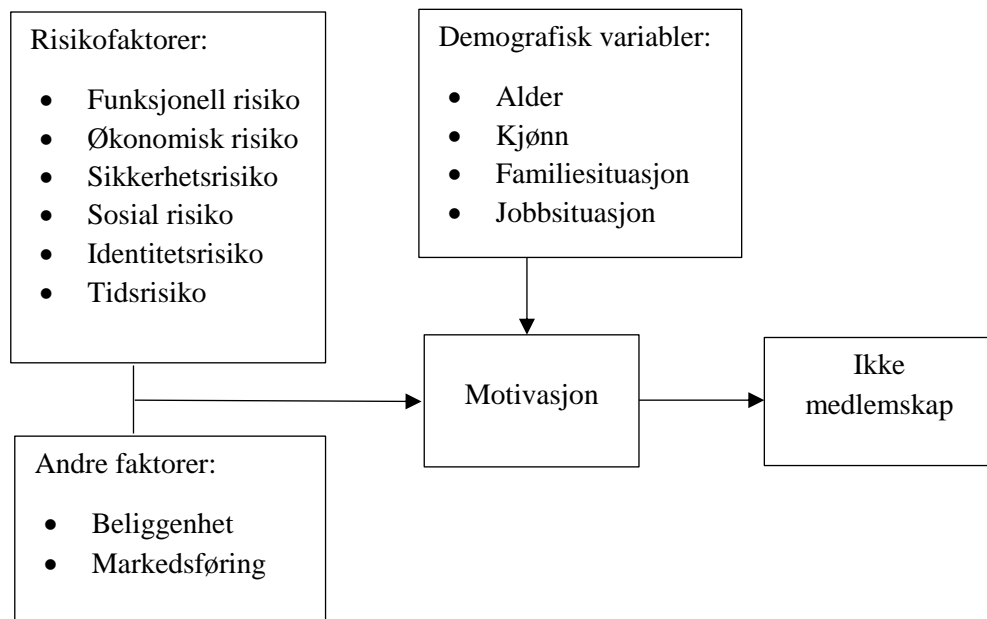 Risikofaktorer:
• Funksjonell risiko
• Økonomisk risiko
• Sikkerhetsrisiko
• Sosial risiko
• Identitetsrisiko
• Tidsrisiko
Demografisk variabler:
• Alder
• Kjønn
• Familiesituasjon
• Jobbsituasjon
Motivasjon
Ikke
medlemskap
Andre faktorer:
• Beliggenhet
• Markedsføring